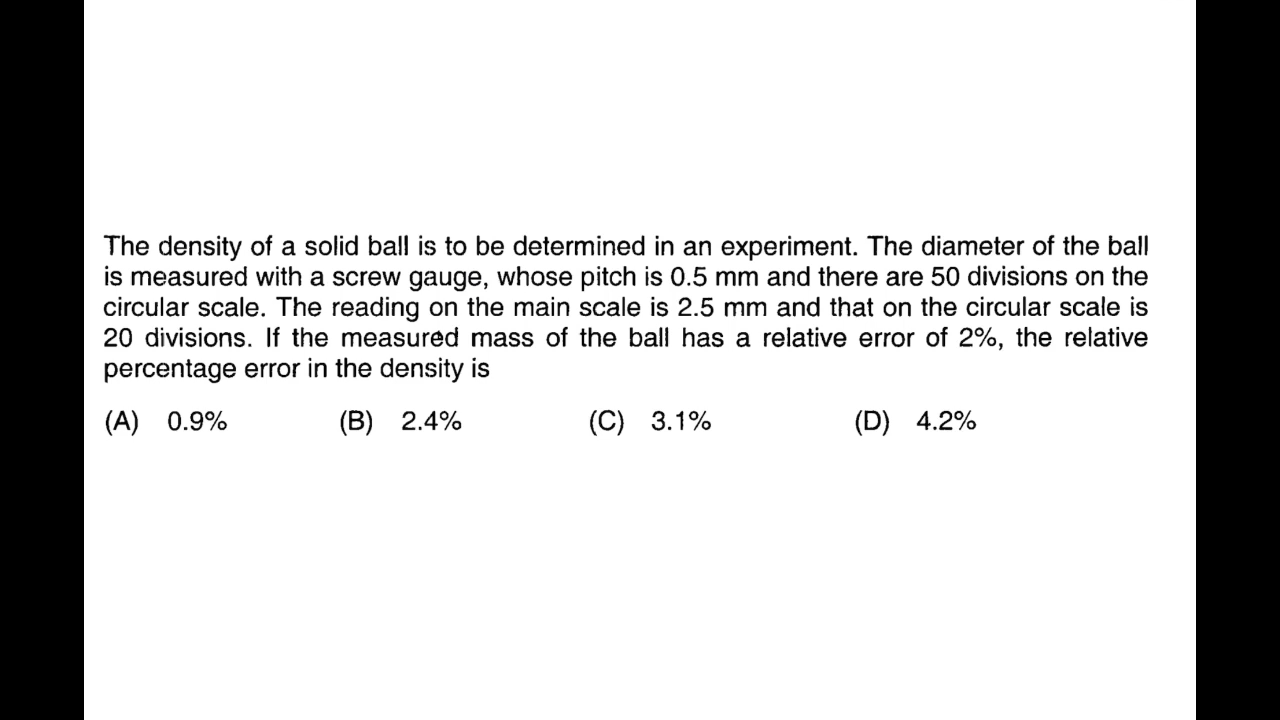 The density of a solid ball is to be determined in an experiment. The diameter of the ball
is measured with a screw gauge, whose pitch is 0.5 mm and there are 50 divisions on the
circular scale. The reading on the main scale is 2.5 mm and that on the circular scale is
20 divisions. If the measured mass of the ball has a relative error of 2%, the relative
percentage error in the density is
(A) 0.9% (B) 2.4% (C) 3.1% (D) 4.2%